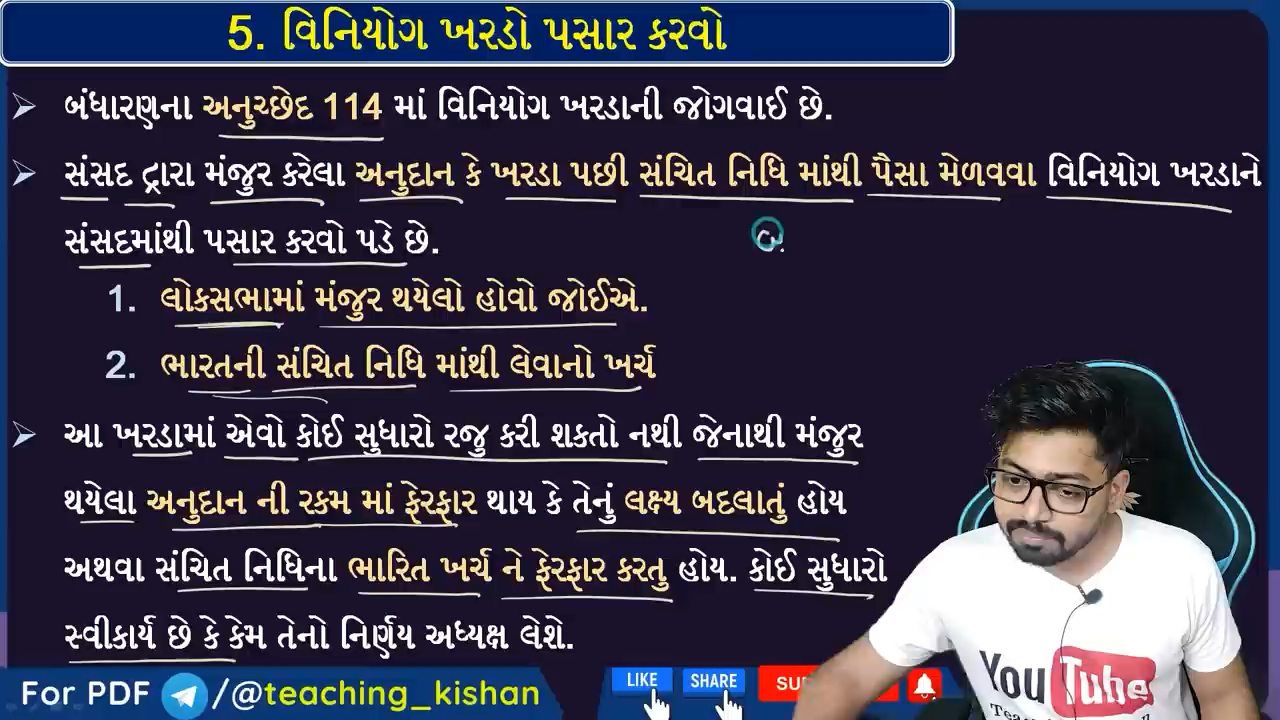 5. વિનિયોગ ખરડો પસાર કરવો
બંધારણના અનુચ્છેદ 114 માં વિનિયોગ ખરડાની જોગવાઈ છે.
સંસદ દ્વારા મંજુર કરેલા અનુદાન કે ખરડા પછી સંચિત નિધિ માંથી પૈસા મેળવવા વિનિયોગ ખરડાને
સંસદમાંથી પસાર કરવો પડે છે.
1. લોકસભામાં મંજુર થયેલો હોવો જોઈએ.
2. ભારતની સંચિત નિધિ માંથી લેવાનો ખર્ચ
આ ખરડામાં એવો કોઈ સુધારો રજુ કરી શકતો નથી જેનાથી મંજુર
થયેલા અનુદાન ની રકમ માં ફેરફાર થાય કે તેનું લક્ષ્ય બદલાતું હોય
અથવા સંચિત નિધિના ભારિત ખર્ચ ને ફેરફાર કરતુ હોય. કોઈ સુધારો
સ્વીકાર્ય છે કે કેમ તેનો નિર્ણય અધ્યક્ષ લેશે.
You Tube
For PDF /@teaching_kishan
LIKE SHARE